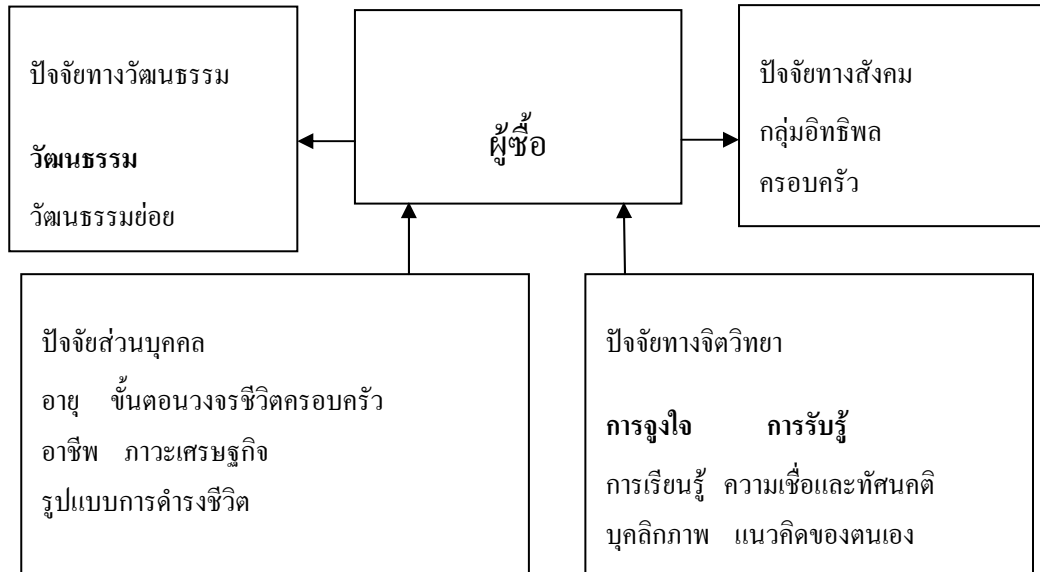 ปัจจัยทางวัฒนธรรม
วัฒนธรรม
วัฒนธรรมย่อย
ผู้ซื้อ
ปัจจัยทางสังคม
กลุ่มอิทธิพล
ครอบครัว
ปัจจัยส่วนบุคคล
อายุ ขั้นตอนวงจรชีวิตครอบครัว
อาชีพ ภาวะเศรษฐกิจ
รูปแบบการดำรงชีวิต
ปัจจัยทางจิตวิทยา
การจูงใจ การรับรู้
การเรียนรู้ ความเชื่อและทัศนคติ
บุคลิกภาพ แนวคิดของตนเอง